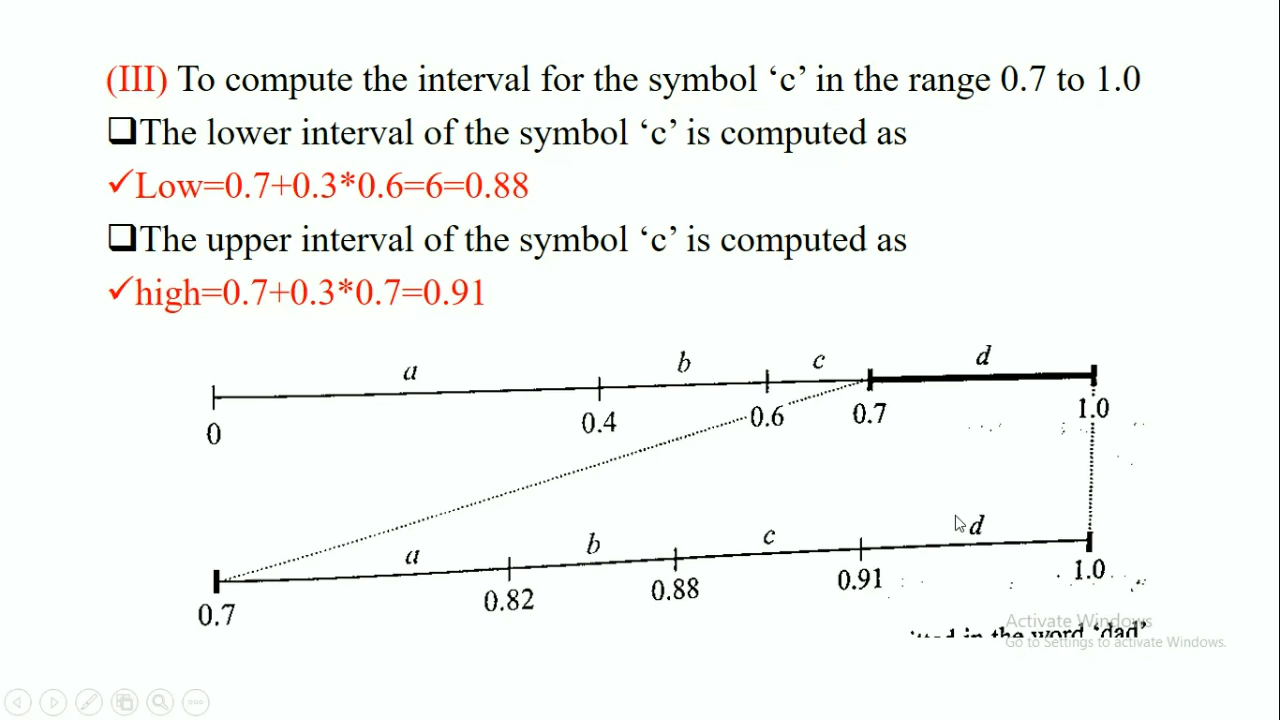 (III) To compute the interval for the symbol ‘c’ in the range 0.7 to 1.0
❑The lower interval of the symbol ‘c’ is computed as
✓Low=0.7+0.3*0.6=6=0.88
❑The upper interval of the symbol ‘c’ is computed as
✓high=0.7+0.3*0.7=0.91
a b c d
0 0.4 0.6 0.7 1.0
a b c d
0.7 0.82 0.88 0.91 1.0
in the word ‘dad’
Activate Windows
Go to Settings to activate Windows.